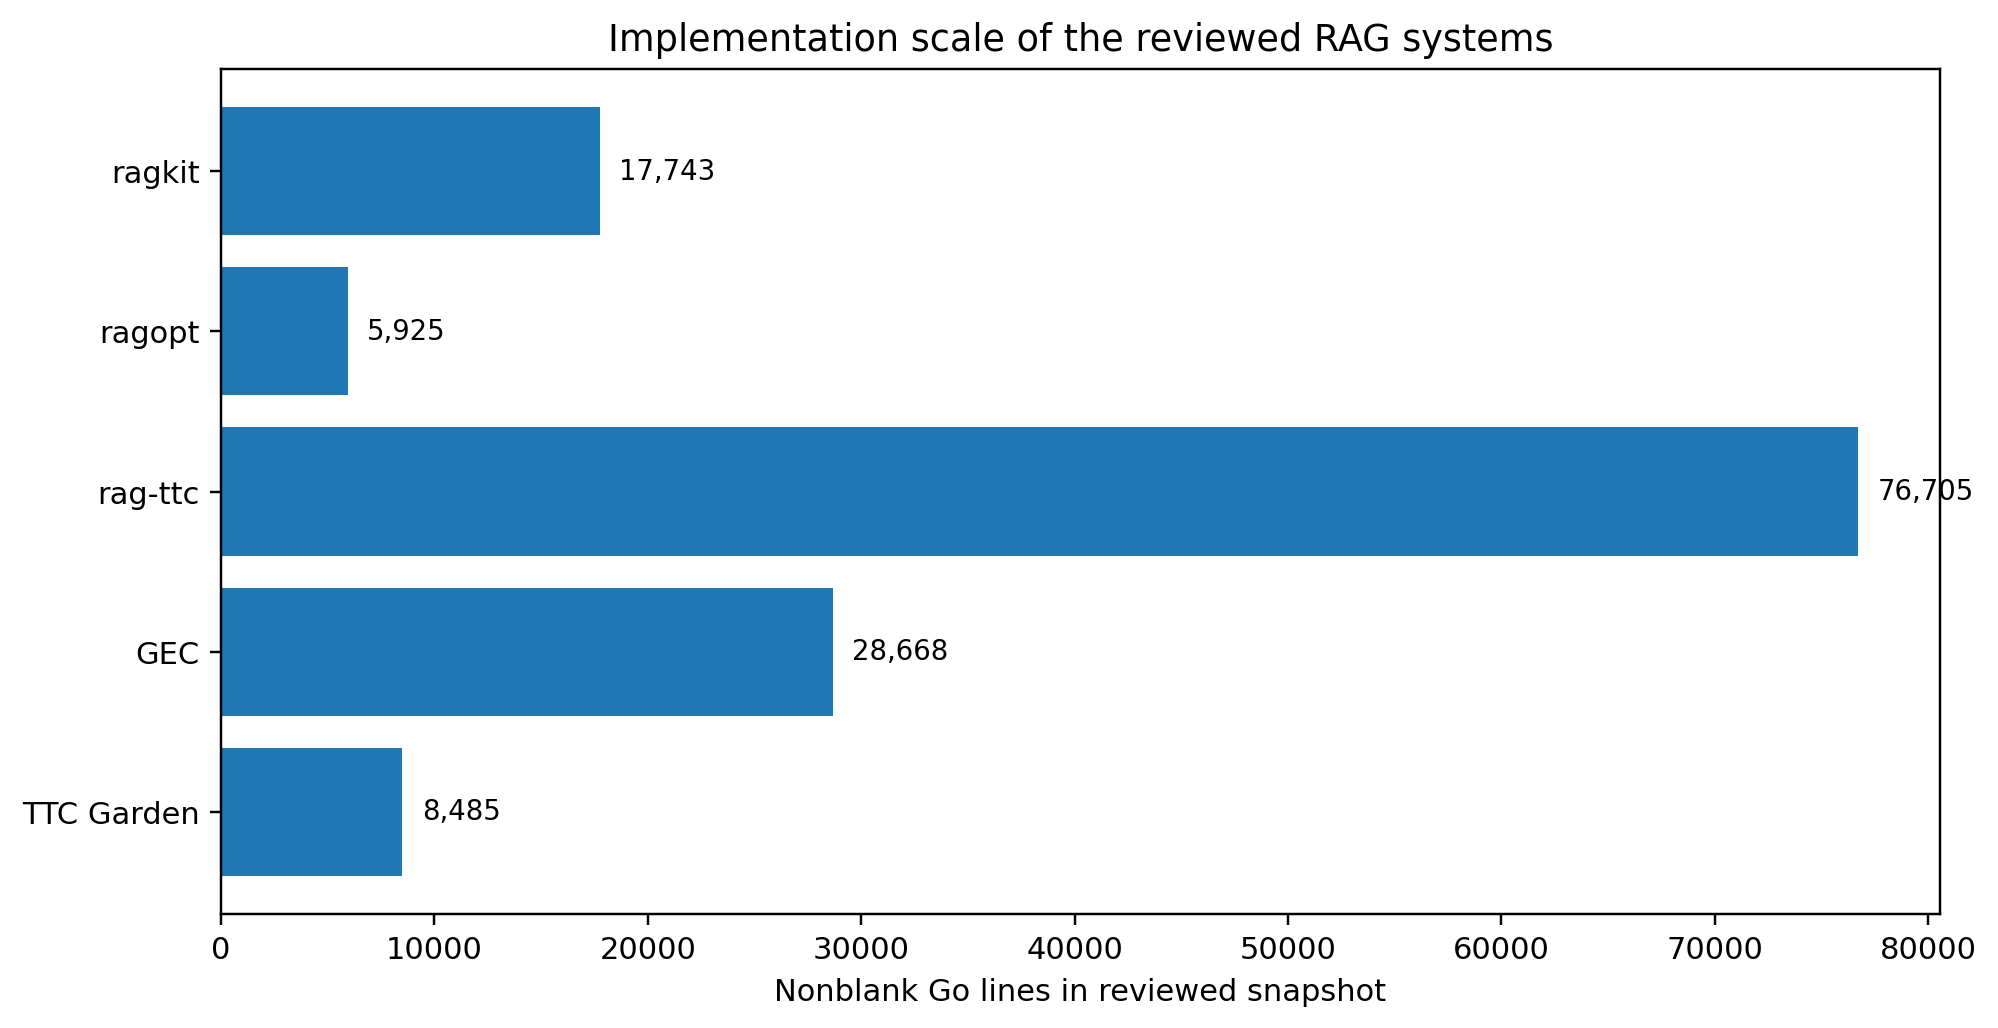 Implementation scale of the reviewed RAG systems
ragkit
17,743
ragopt
5,925
rag-ttc
76,705
GEC
28,668
TTC Garden
8,485
0 10000 20000 30000 40000 50000 60000 70000 80000
Nonblank Go lines in reviewed snapshot